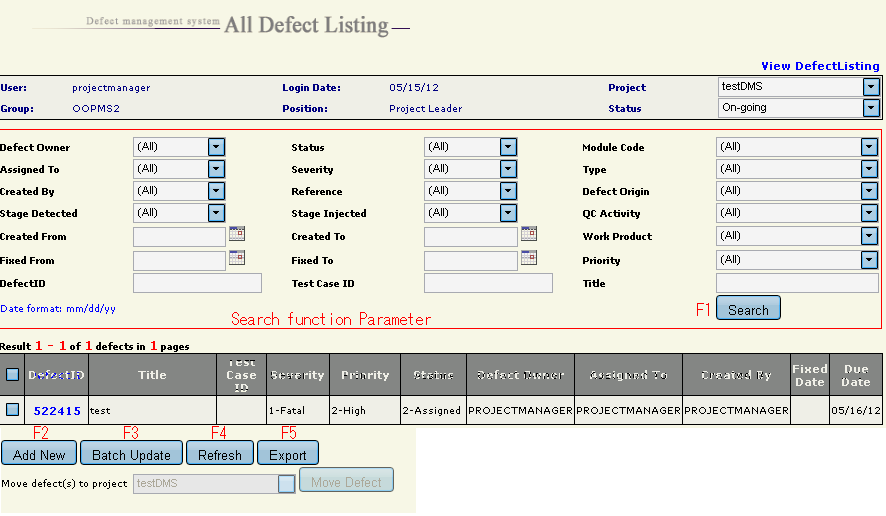 Defect management system All Defect Listing
View DefectListing
User: projectmanager Login Date: 05/15/12 Project testDMS
Group: OOPMS2 Position: Project Leader Status On-going
Defect Owner (All) Status (All) Module Code (All)
Assigned To (All) Severity (All) Type (All)
Created By (All) Reference (All) Defect Origin (All)
Stage Detected (All) Stage Injected (All) QC Activity (All)
Created From Created To Work Product (All)
Fixed From Fixed To Priority (All)
DefectID Test Case ID Title
Date format: mm/dd/yy Search function Parameter F1 Search
Result 1 - 1 of 1 defects in 1 pages
DefectID Title Test Case ID Severity Priority Status Defect Owner Assigned To Created By Fixed Date Due Date
522415 test 1-Fatal 2-High 2-Assigned PROJECTMANAGER PROJECTMANAGER PROJECTMANAGER 05/16/12
F2 F3 F4 F5
Add New Batch Update Refresh Export
Move defect(s) to project testDMS Move Defect